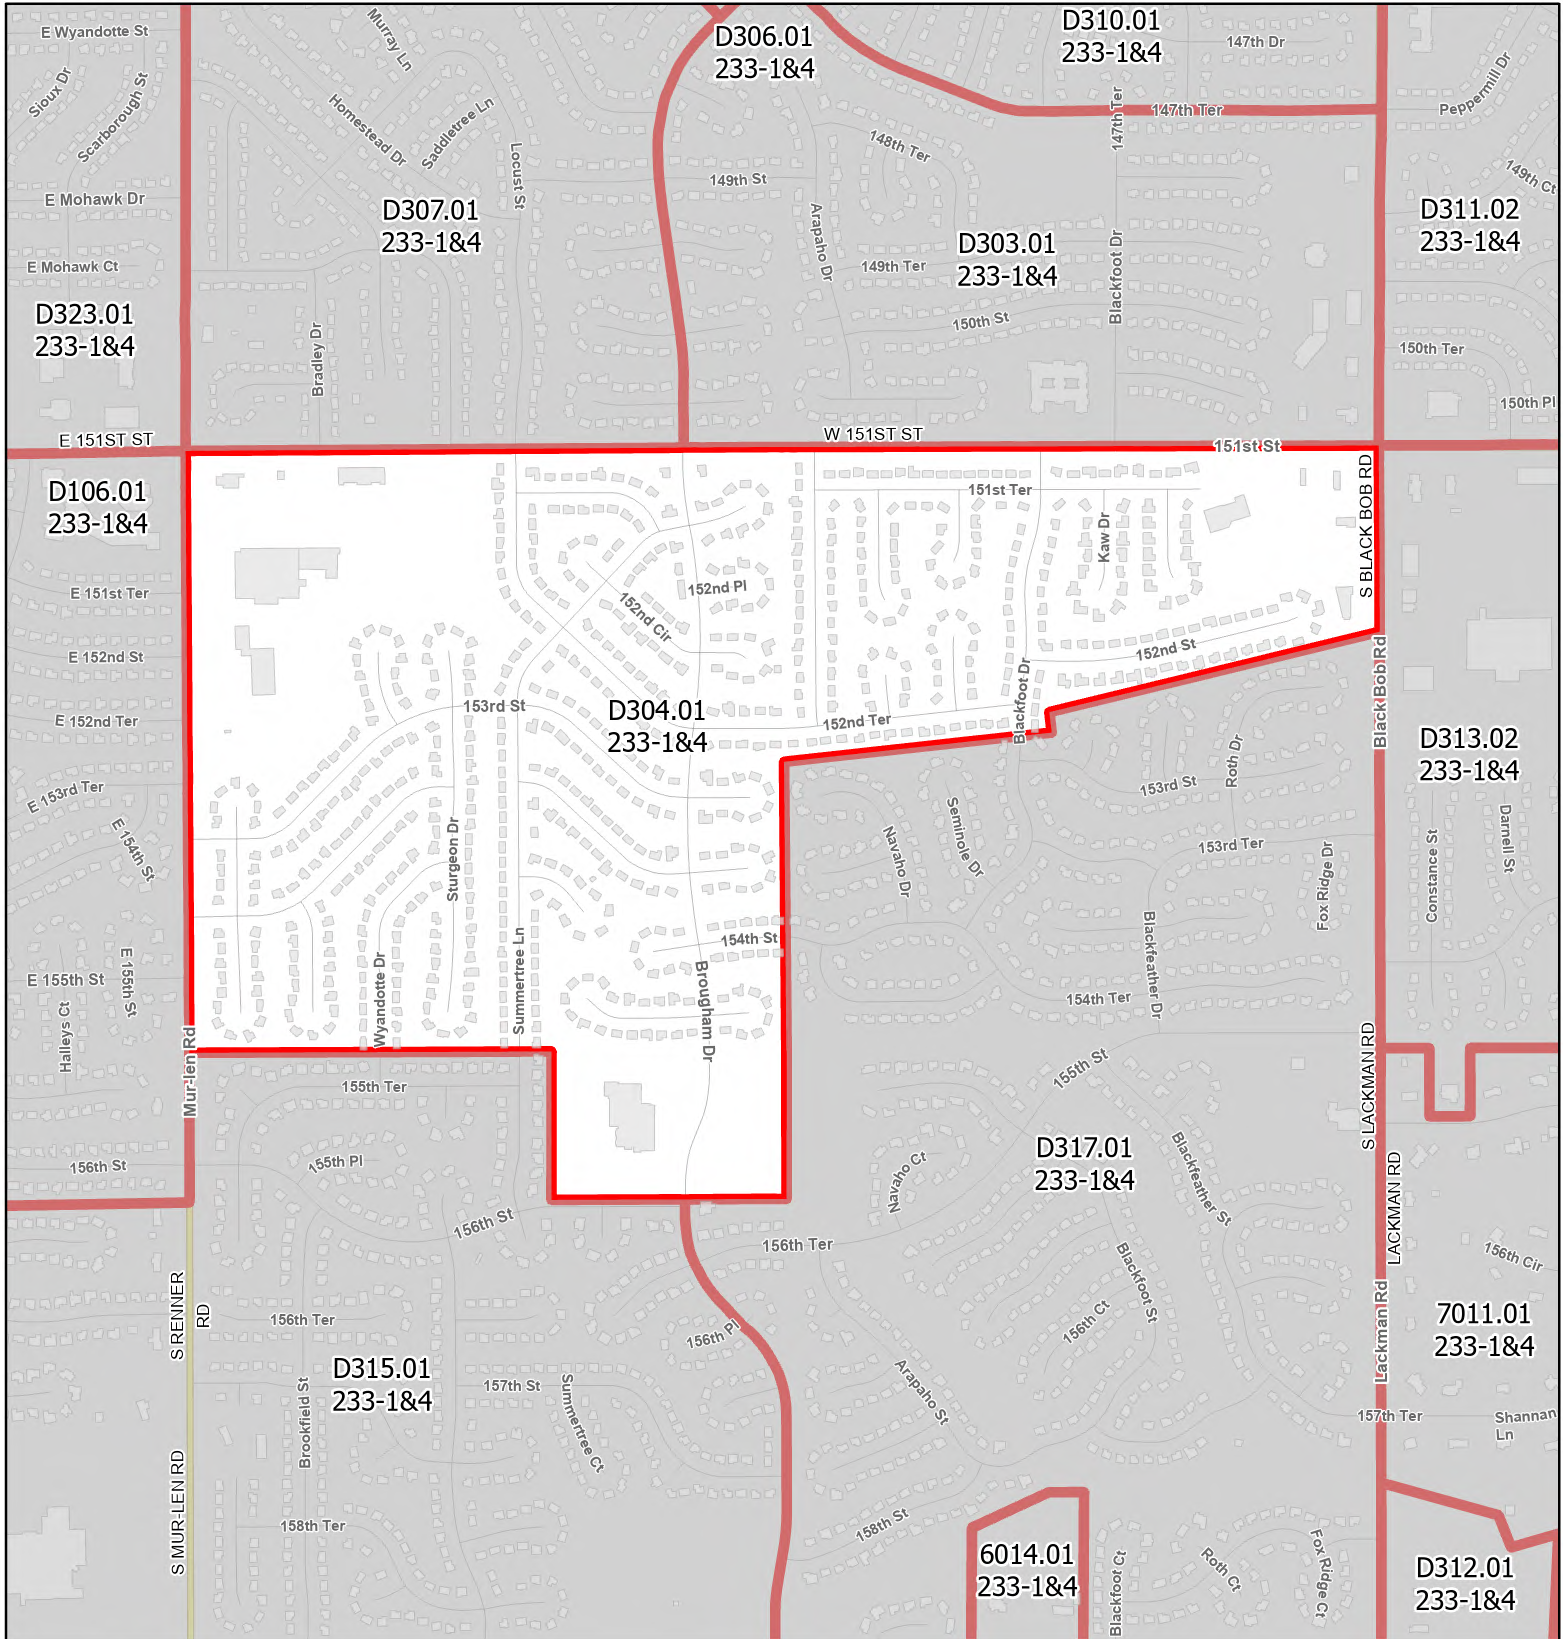 E Wyandotte St
Murray Ln
D306.01
233-1&4
D310.01
233-1&4
147th Dr
Sioux Dr
Scarborough St
Homestead Dr
Saddletree Ln
Locust St
147th Ter
147th Ter
Peppermill Dr
148th Ter
149th St
149th Ct
E Mohawk Dr
D307.01
233-1&4
Arapaho Dr
D303.01
233-1&4
Blackfoot Dr
D311.02
233-1&4
E Mohawk Ct
149th Ter
D323.01
233-1&4
Bradley Dr
150th St
150th Ter
150th Pl
E 151ST ST
W 151ST ST
151st St
D106.01
233-1&4
151st Ter
Kaw Dr
S BLACK BOB RD
E 151st Ter
152nd Pl
152nd Cir
E 152nd St
152nd St
Black Bob Rd
Blackfoot Dr
E 152nd Ter
153rd St
D304.01
233-1&4
152nd Ter
D313.02
233-1&4
E 153rd Ter
E 154th St
Sturgeon Dr
Navaho Dr
Seminole Dr
153rd St
Roth Dr
153rd Ter
Fox Ridge Dr
Constance St
Darnell St
E 155th St
E 155th St
Halleys Ct
Wyandotte Dr
Summertree Ln
154th St
Brougham Dr
Blackfeather Dr
154th Ter
Mur-len Rd
155th Ter
155th St
S LACKMAN RD
156th St
155th Pl
D317.01
233-1&4
Navaho Ct
Blackfeather St
LACKMAN RD
156th St
156th Ter
156th Cir
S RENNER
RD
156th Ter
156th Pl
Blackfoot St
156th Ct
Lackman Rd
7011.01
233-1&4
D315.01
233-1&4
Brookfield St
157th St
Summertree Ct
Arapaho St
157th Ter
Shannan
Ln
S MUR-LEN RD
158th Ter
158th St
6014.01
233-1&4
Blackfoot Ct
Roth Ct
Fox Ridge Ct
D312.01
233-1&4